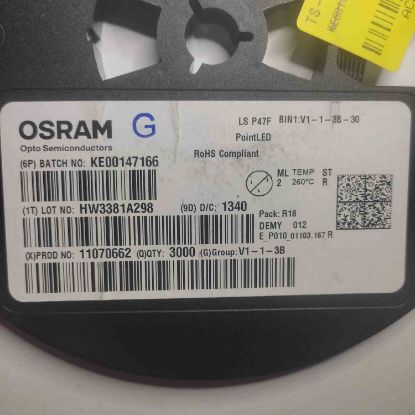 TS-
OSRAM G
Opto Semiconductors
LS P47F BIN1:V1-1-3B-30
PointLED
RoHS Compliant
(6P) BATCH NO: KE00147166
ML TEMP ST
2 260°C R
(1T) LOT NO: HW3381A298 (9D) D/C: 1340
Pack: R18
DEMY 012
E_P010_01103.167 R
(X)PROD NO: 11070662 (Q)QTY: 3000 (G)Group: V1-1-3B